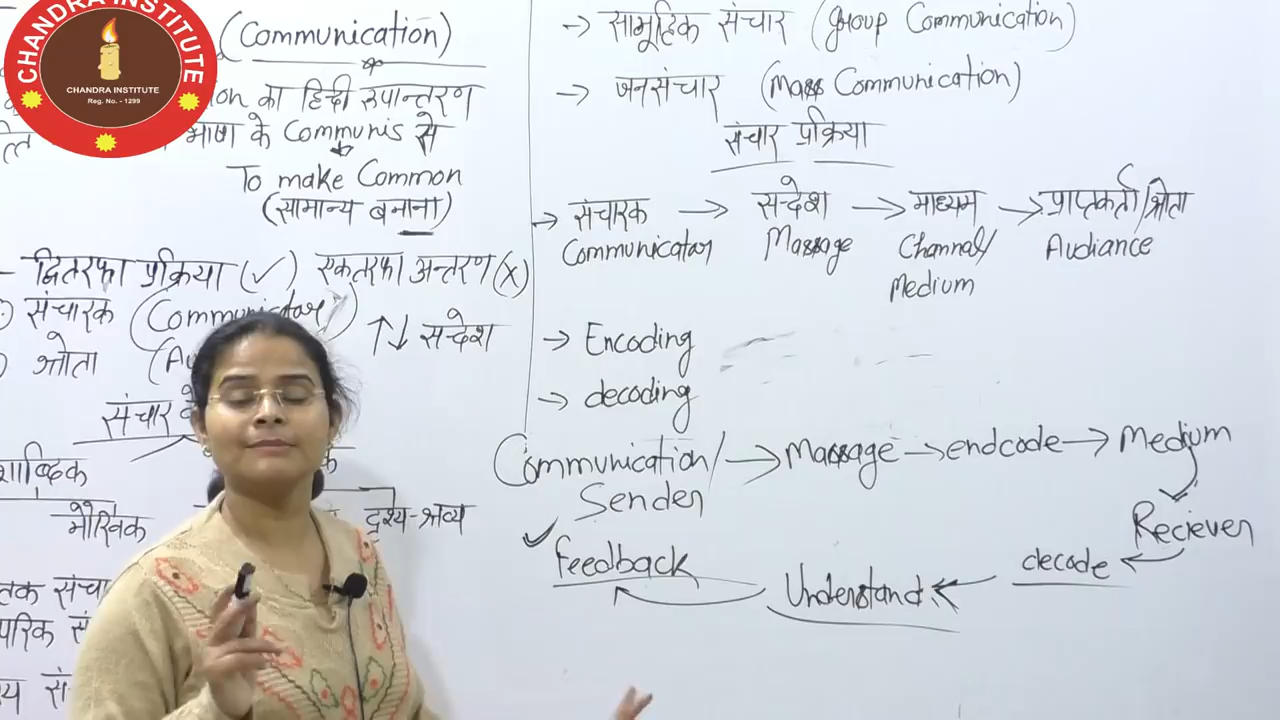 CHANDRA INSTITUTE
CHANDRA INSTITUTE
Reg. No. - 1299
(Communication)
का हिंदी रूपान्तरण
भाषा के Communis से
To make Common
(सामान्य बनाना)
- द्वितरफा प्रक्रिया (✓) एकतरफा अन्तरण (x)
संचारक (Communicator)
श्रोता
↑↓ संदेश
संचार के
शाब्दिक
मौखिक
दृश्य-श्रव्य
→ सामूहिक संचार (group Communication)
→ जनसंचार (Mass Communication)
संचार प्रक्रिया
→ संचारक → संदेश → माध्यम → प्राप्तकर्ता/श्रोता
Communicator Massage Channel/ Audiance
Medium
→ Encoding
→ decoding
Communication/ → Massage → endcode → Medium
Sender
Reciever
decode
Understand
✓ feedback